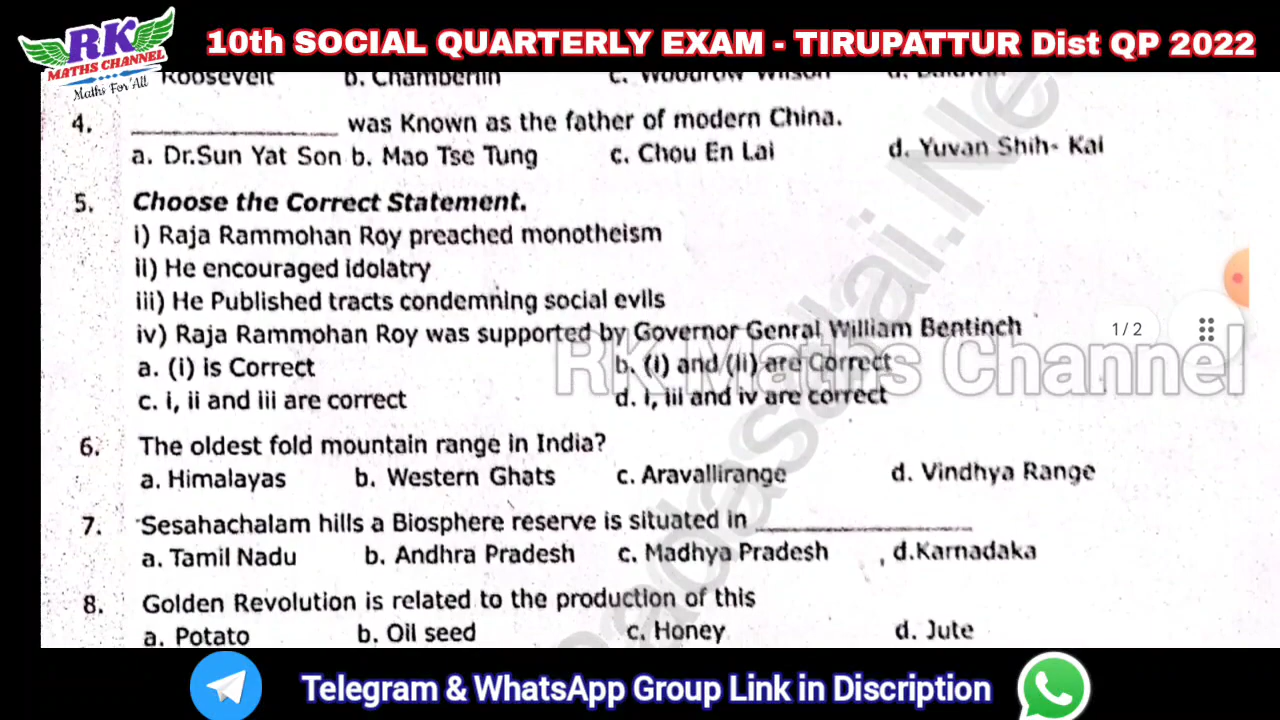 RK
MATHS CHANNEL
Maths For All
10th SOCIAL QUARTERLY EXAM - TIRUPATTUR Dist QP 2022
Roosevelt b. Chamberlin c. Woodrow Wilson
4. ____________ was Known as the father of modern China.
a. Dr.Sun Yat Son b. Mao Tse Tung c. Chou En Lai d. Yuvan Shih- Kai
5. Choose the Correct Statement.
i) Raja Rammohan Roy preached monotheism
ii) He encouraged idolatry
iii) He Published tracts condemning social evils
iv) Raja Rammohan Roy was supported by Governor Genral William Bentinch
1 / 2
RK Maths Channel
a. (i) is Correct b. (i) and (ii) are Correct
c. i, ii and iii are correct d. i, iii and iv are correct
6. The oldest fold mountain range in India?
a. Himalayas b. Western Ghats c. Aravallirange d. Vindhya Range
7. Sesahachalam hills a Biosphere reserve is situated in ____________
a. Tamil Nadu b. Andhra Pradesh c. Madhya Pradesh , d.Karnadaka
8. Golden Revolution is related to the production of this
a. Potato b. Oil seed c. Honey d. Jute
Telegram & WhatsApp Group Link in Discription